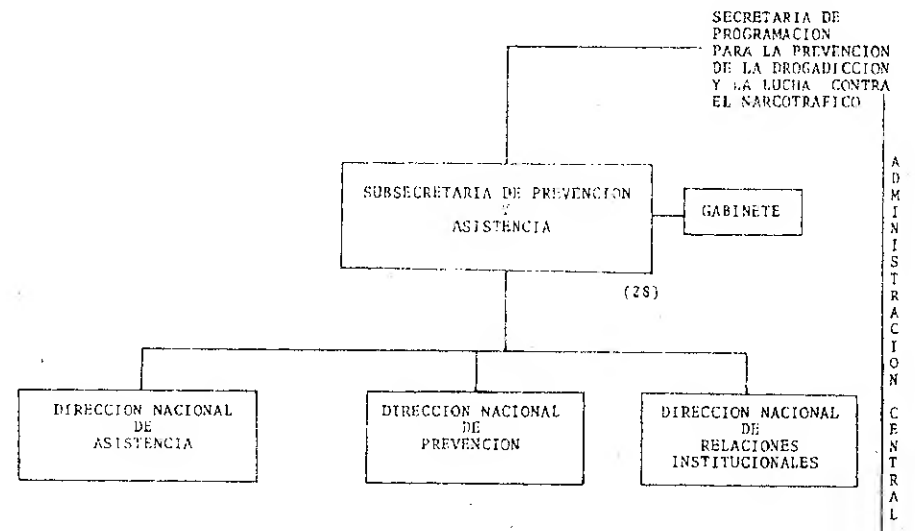 SECRETARIA DE
PROGRAMACION
PARA LA PREVENCION
DE LA DROGADICCION
Y LA LUCHA CONTRA
EL NARCOTRAFICO
SUBSECRETARIA DE PREVENCION
Y
ASISTENCIA
GABINETE
(28)
DIRECCION NACIONAL
DE
ASISTENCIA
DIRECCION NACIONAL
DE
PREVENCION
DIRECCION NACIONAL
DE
RELACIONES
INSTITUCIONALES
ADMINISTRACION CENTRAL